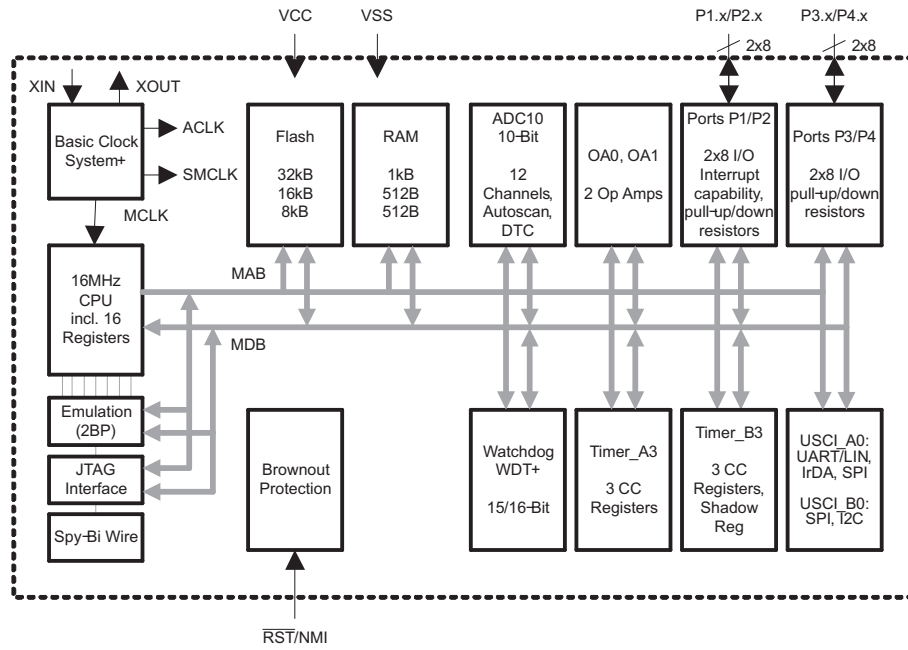 VCC
VSS
P1.x/P2.x
2x8
P3.x/P4.x
2x8
XIN
XOUT
Basic Clock
System+
ACLK
SMCLK
MCLK
Flash
32kB
16kB
8kB
RAM
1kB
512B
512B
ADC10
10-Bit
12
Channels,
Autoscan,
DTC
OA0, OA1
2 Op Amps
Ports P1/P2
2x8 I/O
Interrupt
capability,
pull-up/down
resistors
Ports P3/P4
2x8 I/O
pull-up/down
resistors
16MHz
CPU
incl. 16
Registers
MAB
MDB
Emulation
(2BP)
JTAG
Interface
Spy-Bi Wire
Brownout
Protection
Watchdog
WDT+
15/16-Bit
Timer_A3
3 CC
Registers
Timer_B3
3 CC
Registers,
Shadow
Reg
USCI_A0:
UART/LIN,
IrDA, SPI
USCI_B0:
SPI, I2C
RST/NMI